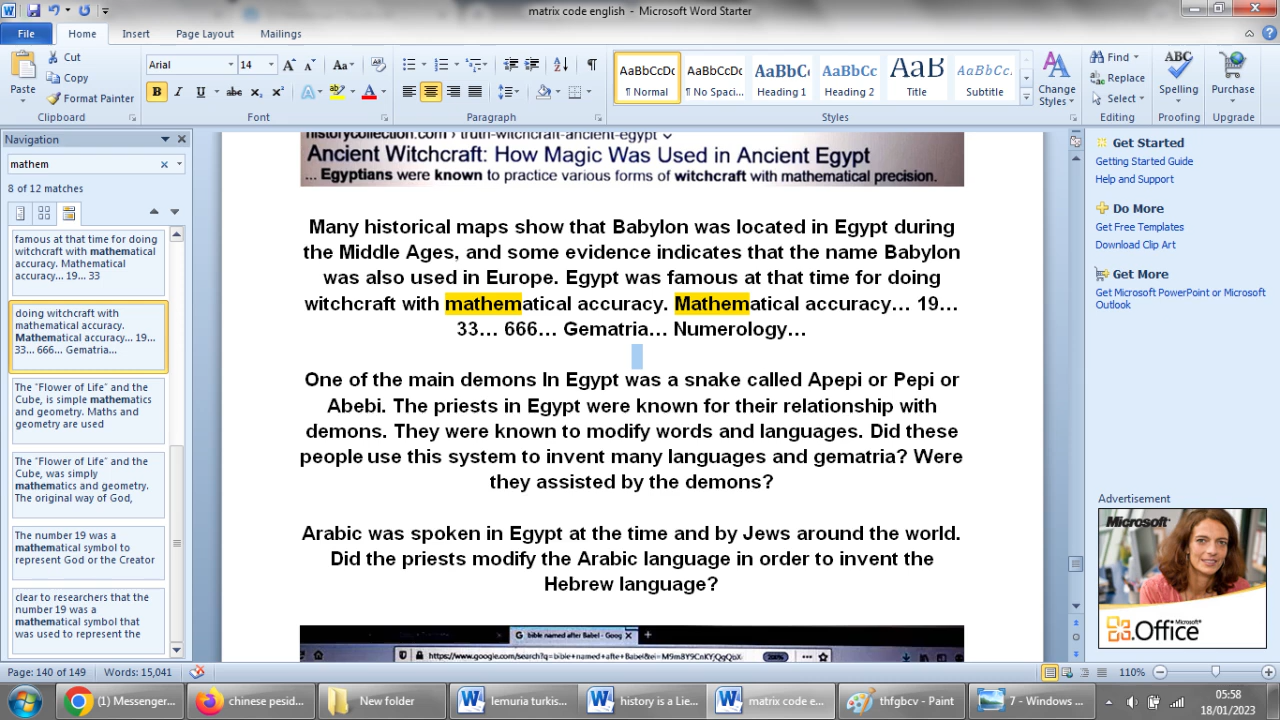 matrix code english - Microsoft Word Starter
File
Home
Insert
Page Layout
Mailings
Paste
Cut
Copy
Format Painter
Clipboard
Arial
14
Font
Paragraph
AaBbCcDc
¶ Normal
AaBbCcDc
¶ No Spaci...
AaBbCc
Heading 1
AaBbCc
Heading 2
AaB
Title
AaBbCcL
Subtitle
Change
Styles
Styles
Find
Replace
Select
Editing
Spelling
Proofing
Purchase
Upgrade
Navigation
mathem
8 of 12 matches
famous at that time for doing
witchcraft with mathematical
accuracy. Mathematical
accuracy... 19... 33
doing witchcraft with
mathematical accuracy.
Mathematical accuracy... 19...
33... 666... Gematria...
The "Flower of Life" and the
Cube, is simple mathematics
and geometry. Maths and
geometry are used
The "Flower of Life" and the
Cube, was simply
mathematics and geometry.
The original way of God,
The number 19 was a
mathematical symbol to
represent God or the Creator
clear to researchers that the
number 19 was a
mathematical symbol that
was used to represent the
historycollection.com › truth-witchcraft-ancient-egypt
Ancient Witchcraft: How Magic Was Used in Ancient Egypt
... Egyptians were known to practice various forms of witchcraft with mathematical precision.
Many historical maps show that Babylon was located in Egypt during
the Middle Ages, and some evidence indicates that the name Babylon
was also used in Europe. Egypt was famous at that time for doing
witchcraft with mathematical accuracy. Mathematical accuracy… 19…
33… 666… Gematria… Numerology…
One of the main demons In Egypt was a snake called Apepi or Pepi or
Abebi. The priests in Egypt were known for their relationship with
demons. They were known to modify words and languages. Did these
people use this system to invent many languages and gematria? Were
they assisted by the demons?
Arabic was spoken in Egypt at the time and by Jews around the world.
Did the priests modify the Arabic language in order to invent the
Hebrew language?
bible named after Babel - Goog
Get Started
Getting Started Guide
Help and Support
Do More
Get Free Templates
Download Clip Art
Get More
Get Microsoft PowerPoint or Microsoft
Outlook
Advertisement
Microsoft
Microsoft
Office
Page: 140 of 149
Words: 15,041
110%
(1) Messenger...
chinese pesid...
New folder
lemuria turkis...
history is a Lie...
matrix code e...
thfgbcv - Paint
7 - Windows ...
05:58
18/01/2023